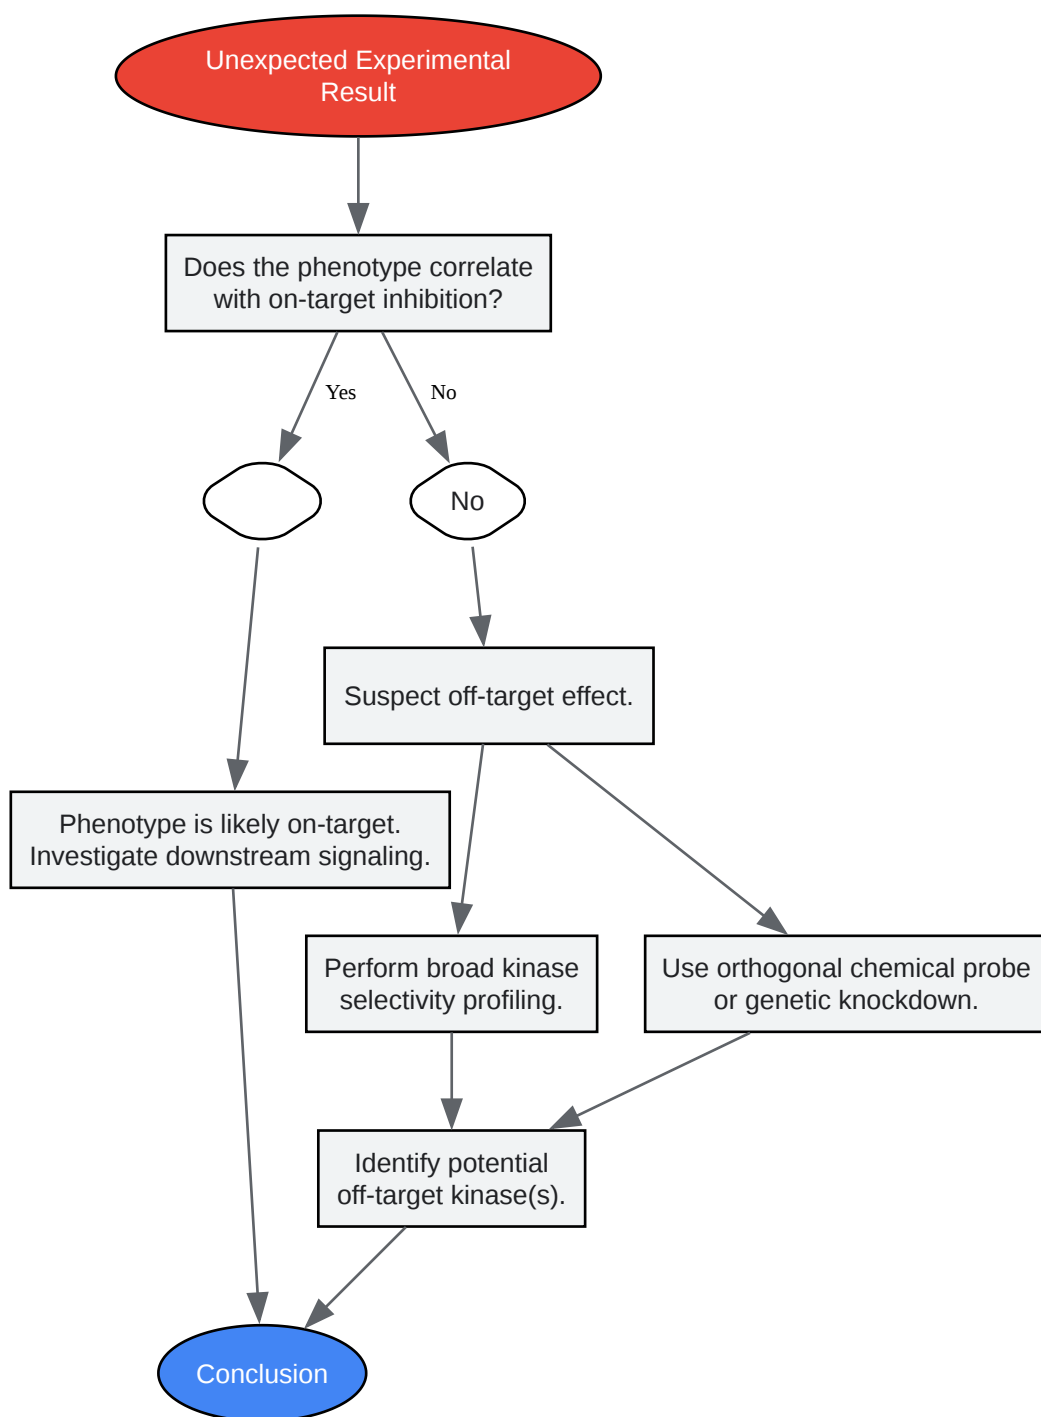 Unexpected Experimental
Result
Does the phenotype correlate
with on-target inhibition?
Yes
No
No
Suspect off-target effect.
Phenotype is likely on-target.
Investigate downstream signaling.
Perform broad kinase
selectivity profiling.
Use orthogonal chemical probe
or genetic knockdown.
Identify potential
off-target kinase(s).
Conclusion